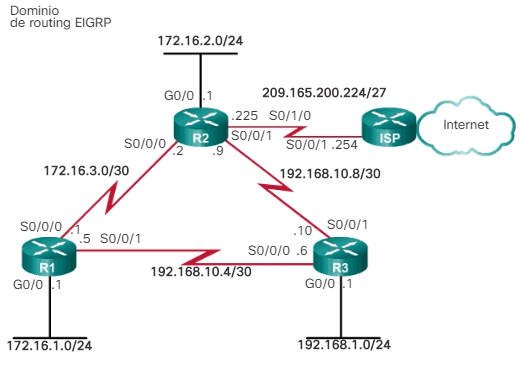 Dominio
de routing EIGRP
172.16.2.0/24
G0/0 .1
209.165.200.224/27
.225 S0/1/0
R2
S0/0/1
ISP
Internet
S0/0/0
.2
.9
S0/0/1 .254
172.16.3.0/30
192.168.10.8/30
S0/0/0 .1
.10 S0/0/1
.5 S0/0/1
S0/0/0 .6
R1
R3
192.168.10.4/30
G0/0 .1
G0/0 .1
172.16.1.0/24
192.168.1.0/24